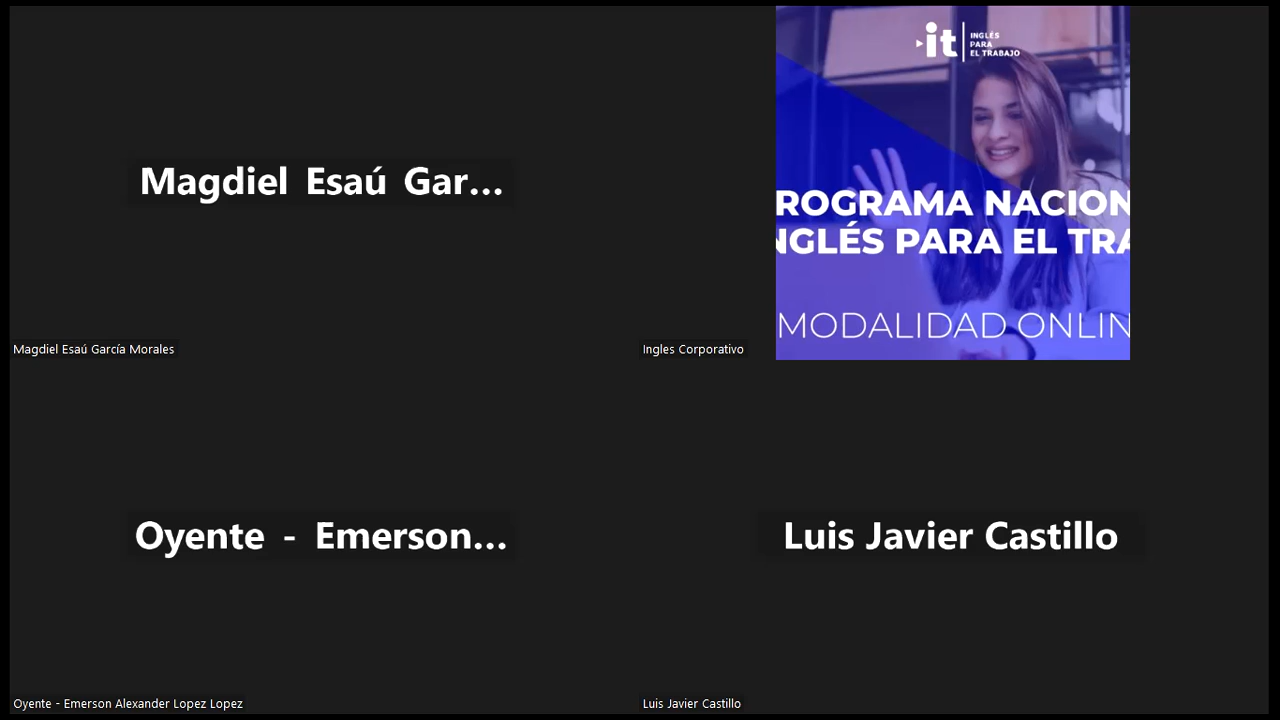 Magdiel Esaú Gar...
Magdiel Esaú García Morales
it
INGLÉS
PARA
EL TRABAJO
ROGRAMA NACION
NGLÉS PARA EL TRA
MODALIDAD ONLIN
Ingles Corporativo
Oyente - Emerson...
Oyente - Emerson Alexander Lopez Lopez
Luis Javier Castillo
Luis Javier Castillo